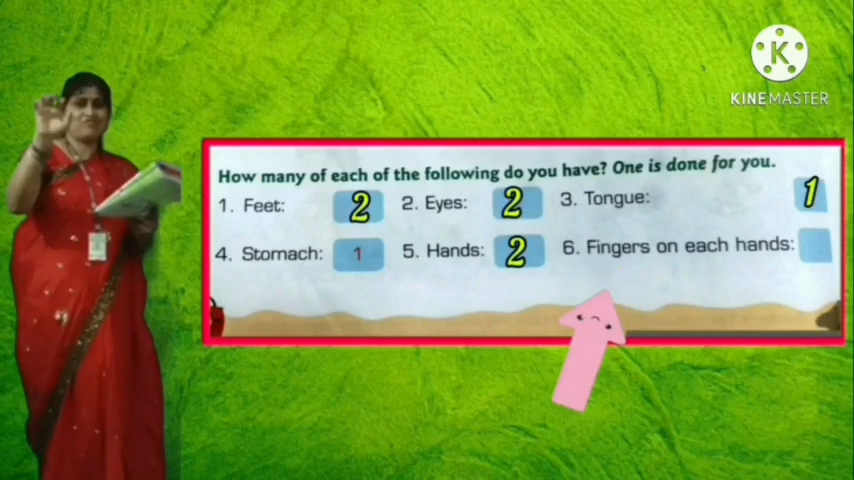 KINEMASTER
How many of each of the following do you have? One is done for you.
1. Feet: 2 2. Eyes: 2 3. Tongue: 1
4. Stomach: 1 5. Hands: 2 6. Fingers on each hands: